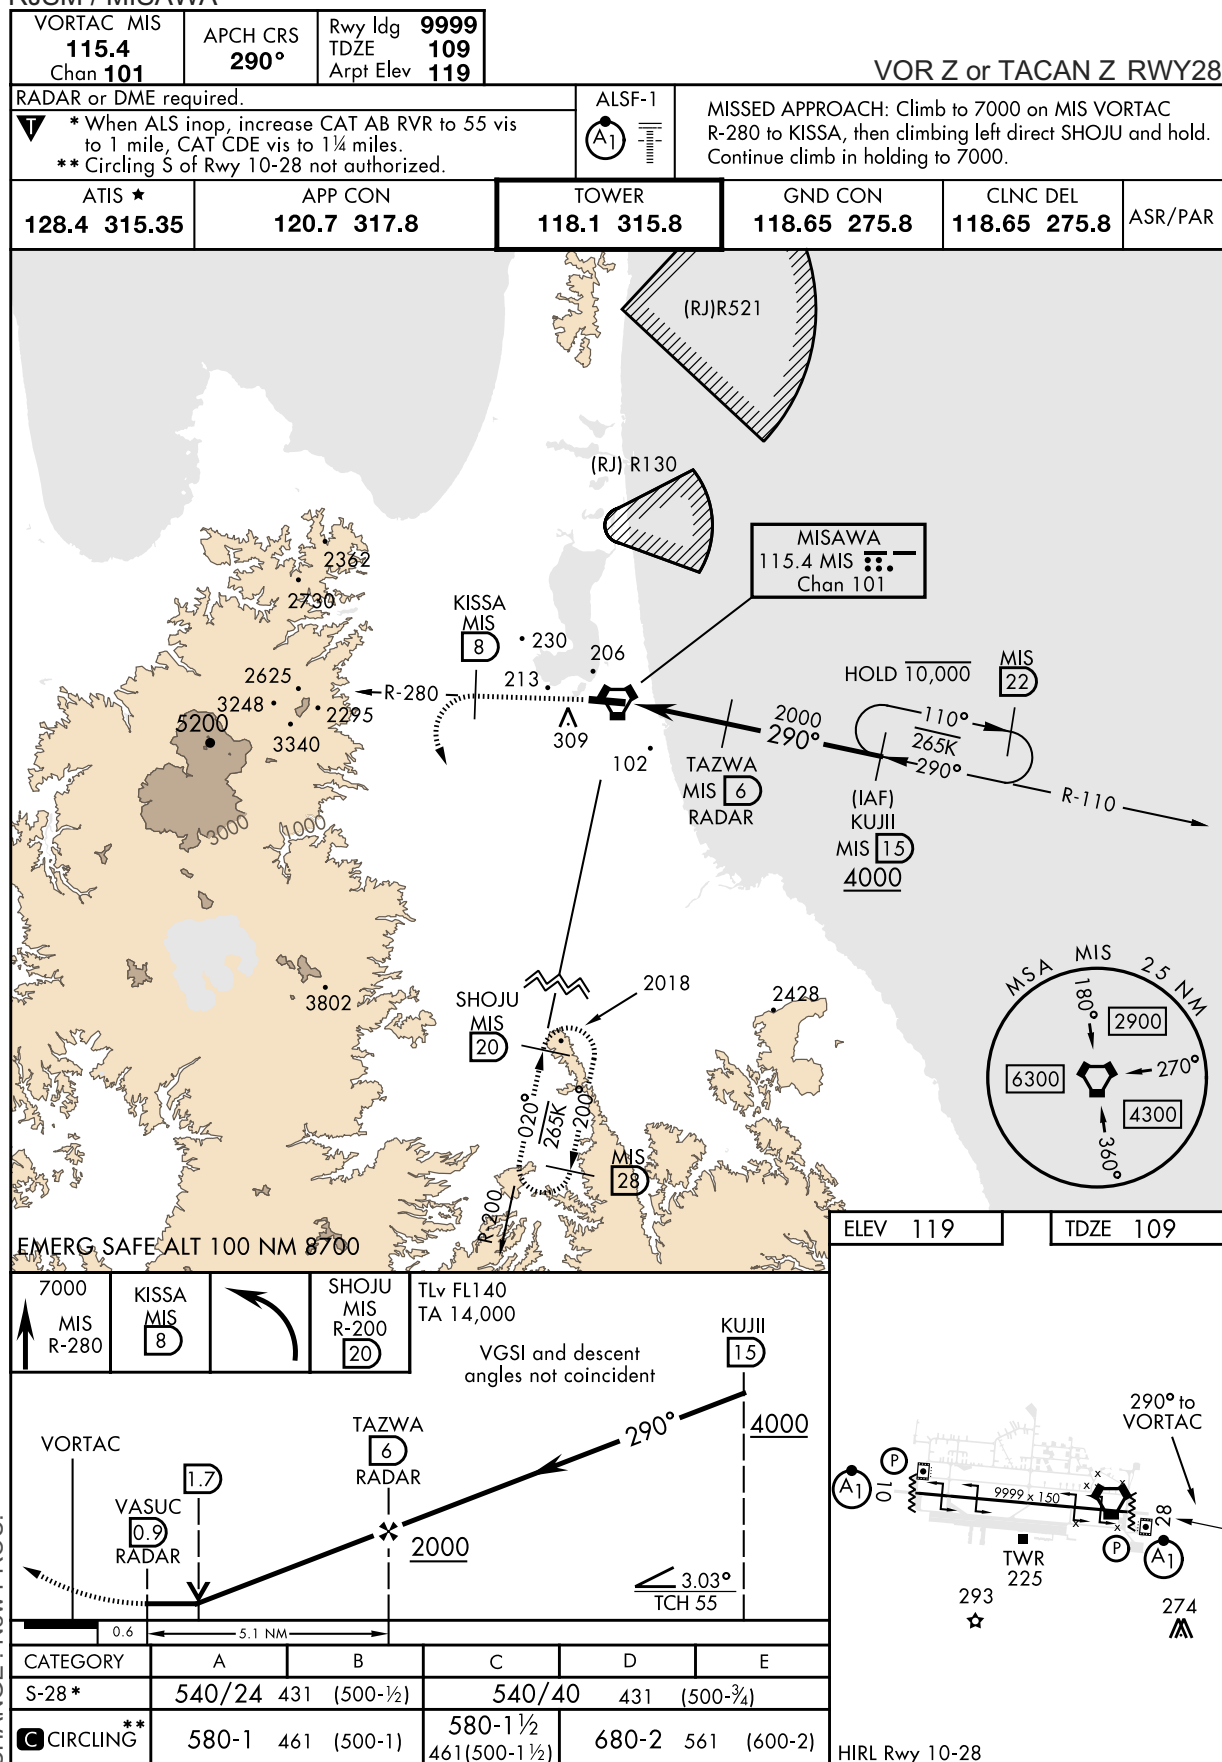 VORTAC MIS
115.4
Chan 101
APCH CRS
290°
Rwy ldg 9999
TDZE 109
Arpt Elev 119
VOR Z or TACAN Z RWY28
RADAR or DME required.
T
* When ALS inop, increase CAT AB RVR to 55 vis
to 1 mile, CAT CDE vis to 1¼ miles.
** Circling S of Rwy 10-28 not authorized.
ALSF-1
A1
MISSED APPROACH: Climb to 7000 on MIS VORTAC
R-280 to KISSA, then climbing left direct SHOJU and hold.
Continue climb in holding to 7000.
ATIS ★
128.4 315.35
APP CON
120.7 317.8
TOWER
118.1 315.8
GND CON
118.65 275.8
CLNC DEL
118.65 275.8
ASR/PAR
(RJ)R521
(RJ) R130
MISAWA
115.4 MIS
Chan 101
2362
2730
KISSA
MIS
8
230
206
213
2625
3248
2295
5200
3340
R-280
309
102
HOLD 10,000
MIS
22
110°
265K
290°
2000
290°
TAZWA
MIS 6
RADAR
(IAF)
KUJII
MIS 15
4000
R-110
3000
1000
3802
SHOJU
MIS
20
2018
2428
020°
265K
200°
MIS
28
R-200
MSA MIS 25 NM
180°
2900
270°
6300
4300
360°
EMERG SAFE ALT 100 NM 8700
ELEV 119
TDZE 109
7000
MIS
R-280
KISSA
MIS
8
SHOJU
MIS
R-200
20
TLv FL140
TA 14,000
VGSI and descent
angles not coincident
KUJII
15
4000
290°
TAZWA
6
RADAR
2000
VORTAC
1.7
VASUC
0.9
RADAR
3.03°
TCH 55
0.6
5.1 NM
290° to
VORTAC
A1
10
P
9999 x 150
x
x
x
x
28
P
A1
TWR
225
293
274
CATEGORY A B C D E
S-28* 540/24 431 (500-½) 540/40 431 (500-¾)
C CIRCLING** 580-1 461 (500-1) 580-1½ 461(500-1½) 680-2 561 (600-2)
HIRL Rwy 10-28